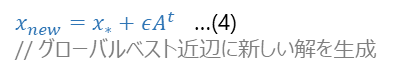 x_new = x_* + ϵA^t …(4)
// グローバルベスト近辺に新しい解を生成